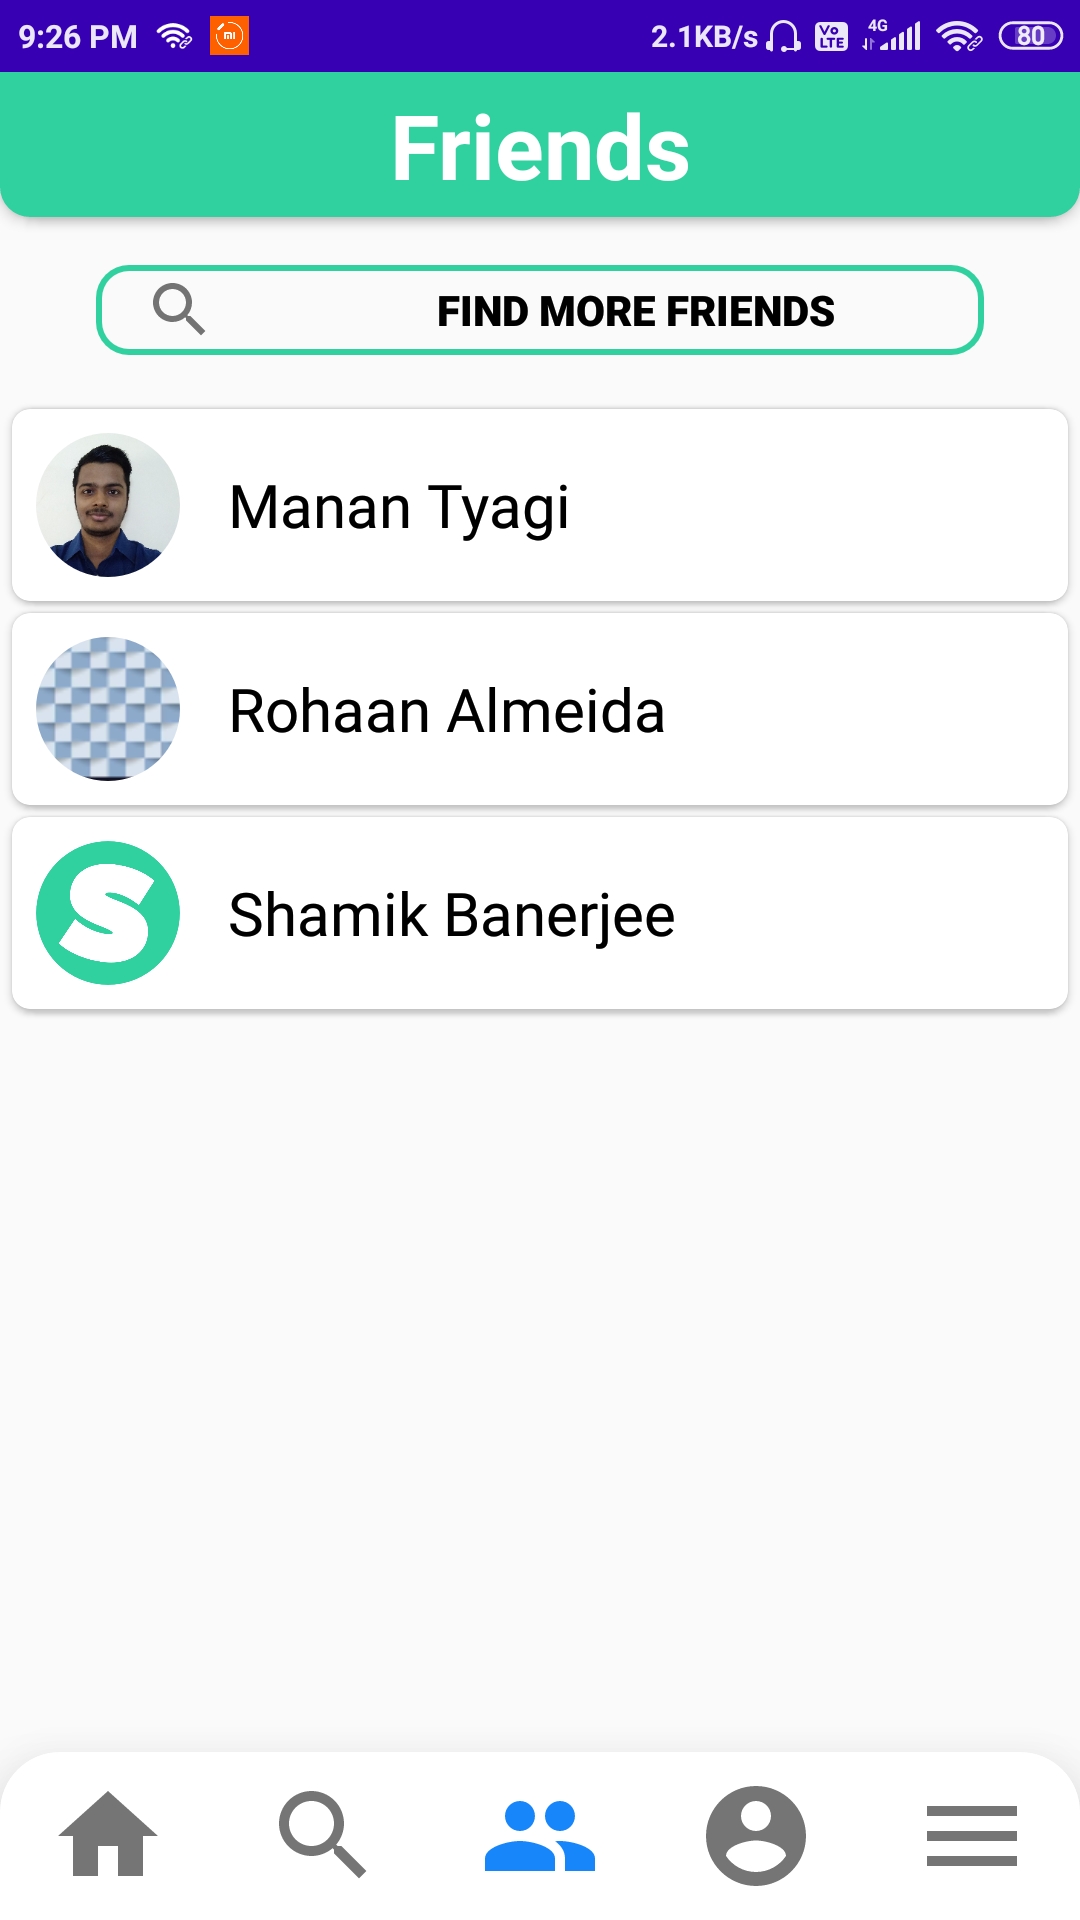 9:26 PM 2.1KB/s Vo LTE 4G 80
Friends
FIND MORE FRIENDS
Manan Tyagi
Rohaan Almeida
S Shamik Banerjee